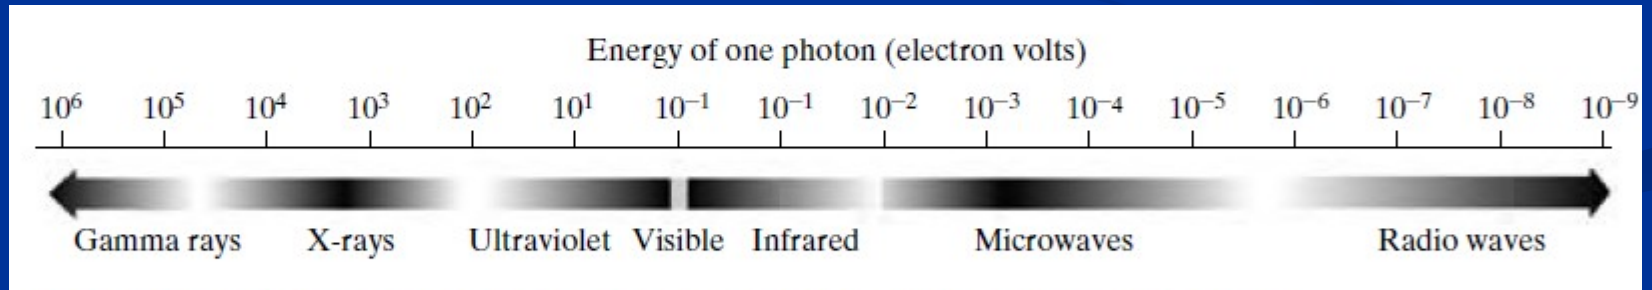 Energy of one photon (electron volts)
10⁶ 10⁵ 10⁴ 10³ 10² 10¹ 10⁻¹ 10⁻¹ 10⁻² 10⁻³ 10⁻⁴ 10⁻⁵ 10⁻⁶ 10⁻⁷ 10⁻⁸ 10⁻⁹
Gamma rays X-rays Ultraviolet Visible Infrared Microwaves Radio waves